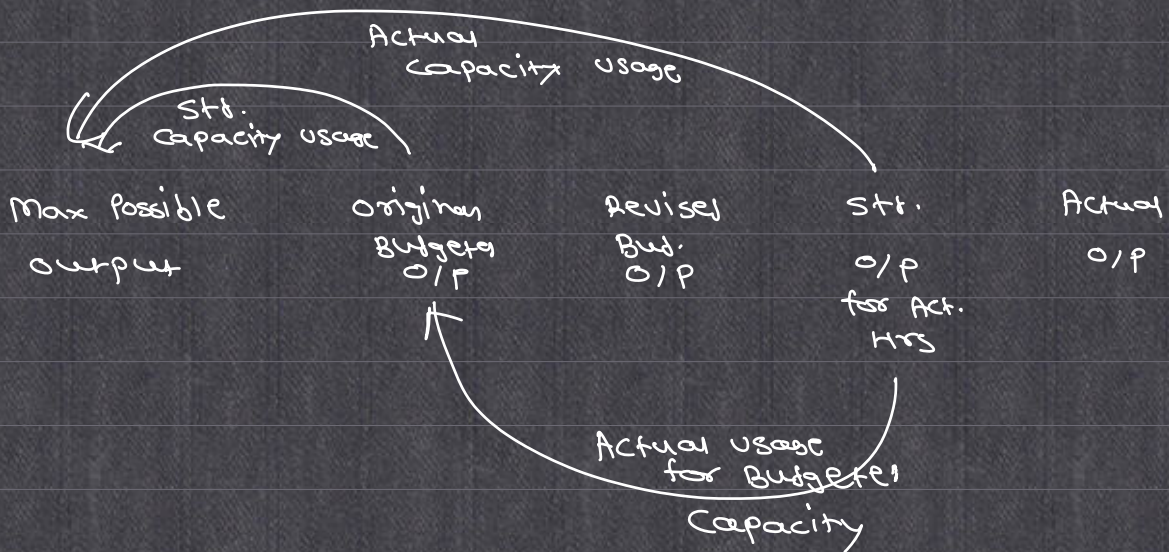 Actual
Capacity usage
Std.
Capacity usage
Max Possible
output
Original
Budgeted
O/P
Revised
Bud.
O/P
Std.
O/P
for Act.
Hrs
Actual
O/P
Actual usage
for Budgeted
Capacity